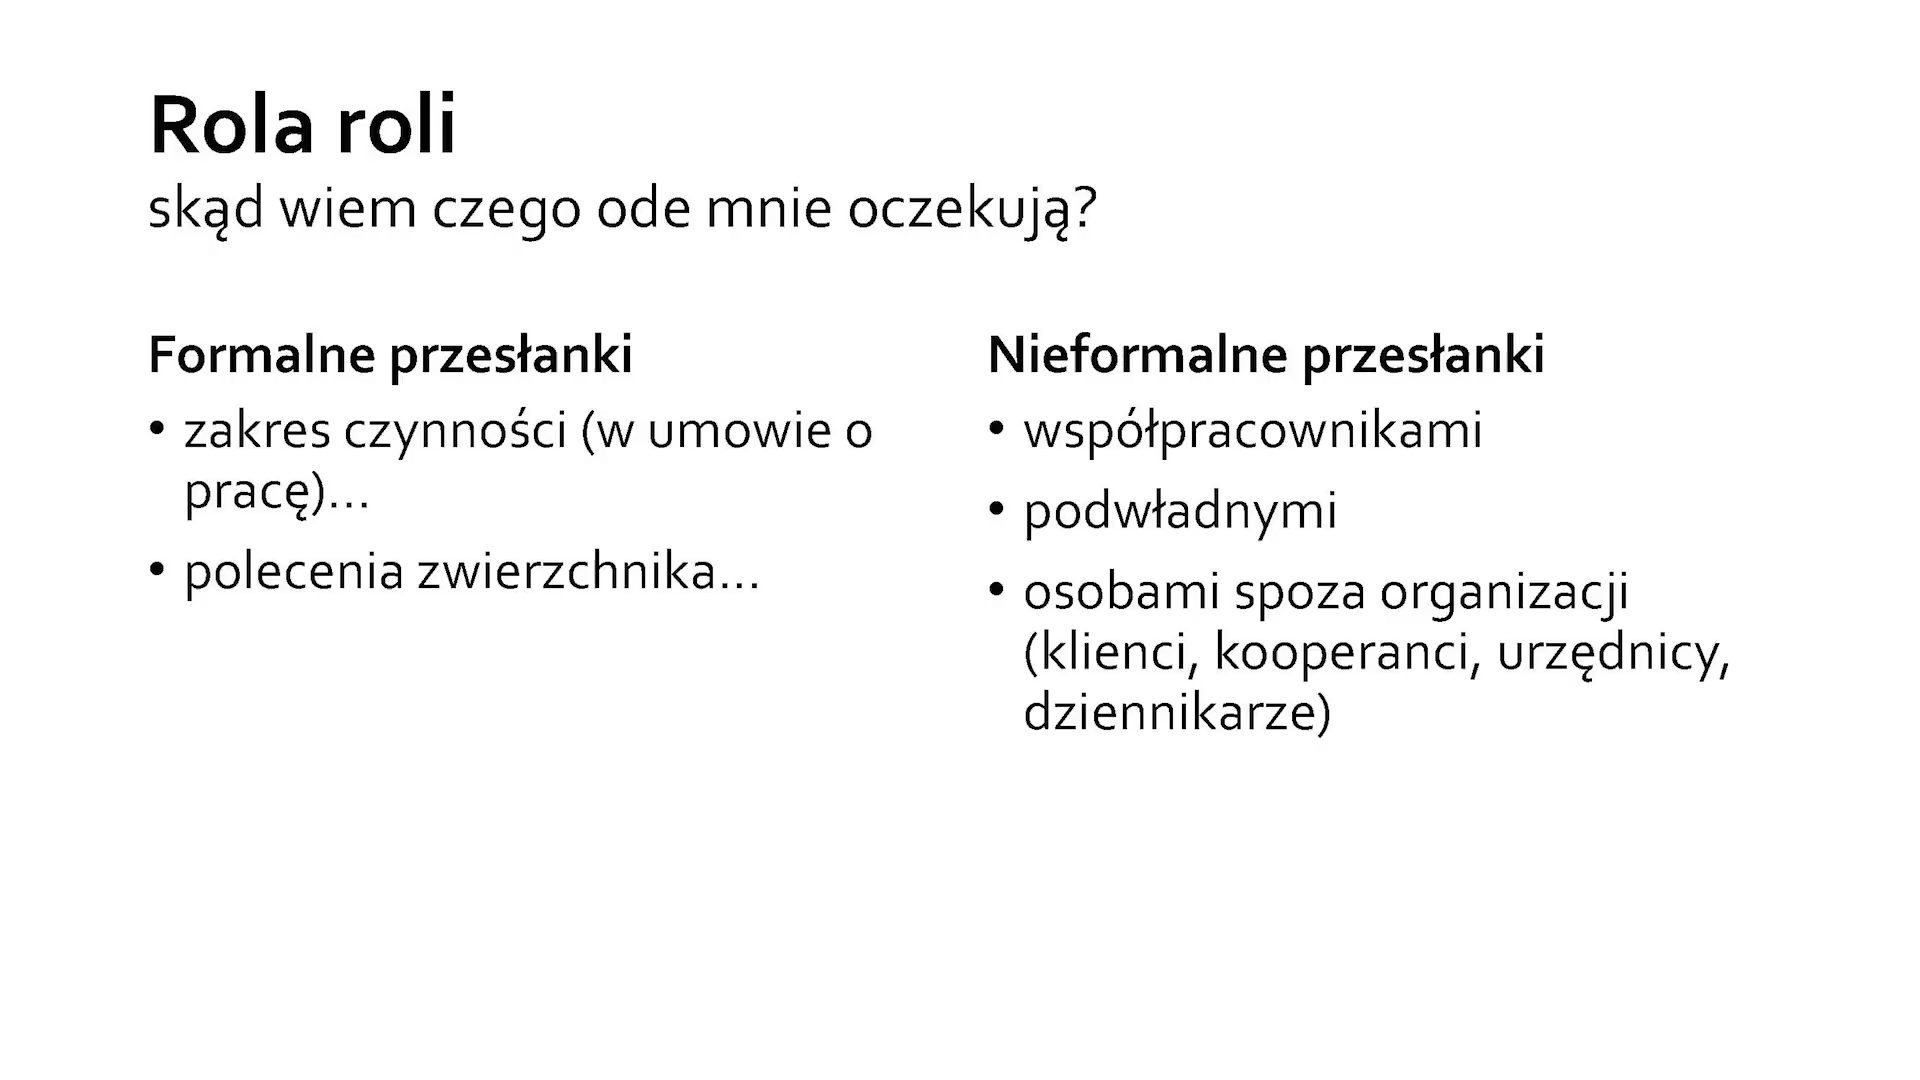 Rola roli
skąd wiem czego ode mnie oczekują?
Formalne przesłanki
• zakres czynności (w umowie o
pracę)...
• polecenia zwierzchnika...
Nieformalne przesłanki
• współpracownikami
• podwładnymi
• osobami spoza organizacji
(klienci, kooperanci, urzędnicy,
dziennikarze)